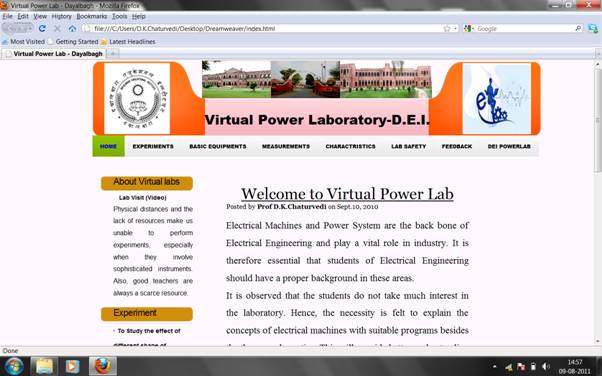 Virtual Power Lab - Dayalbagh - Mozilla Firefox
File Edit View History Bookmarks Tools Help
file:///C:/Users/D.K.Chaturvedi/Desktop/Dreamweaver/index.html
Google
Most Visited Getting Started Latest Headlines
Virtual Power Lab - Dayalbagh
Virtual Power Laboratory-D.E.I.
HOME EXPERIMENTS BASIC EQUIPMENTS MEASUREMENTS CHARACTRISTICS LAB SAFETY FEEDBACK DEI POWERLAB
About Virtual labs
Lab Visit (Video)
Physical distances and the
lack of resources make us
unable to perform
experiments, especially
when they involve
sophisticated instruments.
Also, good teachers are
always a scarce resource.
Experiment
To Study the effect of
different shape of
Welcome to Virtual Power Lab
Posted by Prof D.K.Chaturvedi on Sept.10, 2010
Electrical Machines and Power System are the back bone of
Electrical Engineering and play a vital role in industry. It is
therefore essential that students of Electrical Engineering
should have a proper background in these areas.
It is observed that the students do not take much interest in
the laboratory. Hence, the necessity is felt to explain the
concepts of electrical machines with suitable programs besides
Done
14:57
09-08-2011